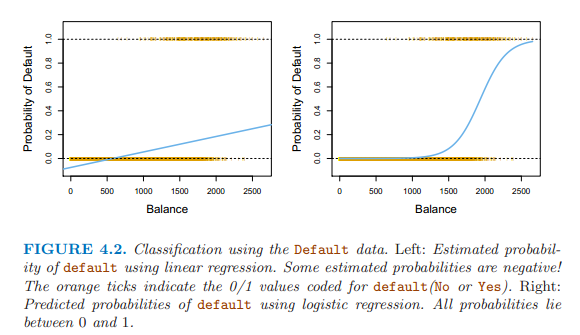 Probability of Default
0.0 0.2 0.4 0.6 0.8 1.0
0 500 1000 1500 2000 2500
Balance
Probability of Default
0.0 0.2 0.4 0.6 0.8 1.0
0 500 1000 1500 2000 2500
Balance
FIGURE 4.2. Classification using the Default data. Left: Estimated probabil-
ity of default using linear regression. Some estimated probabilities are negative!
The orange ticks indicate the 0/1 values coded for default(No or Yes). Right:
Predicted probabilities of default using logistic regression. All probabilities lie
between 0 and 1.